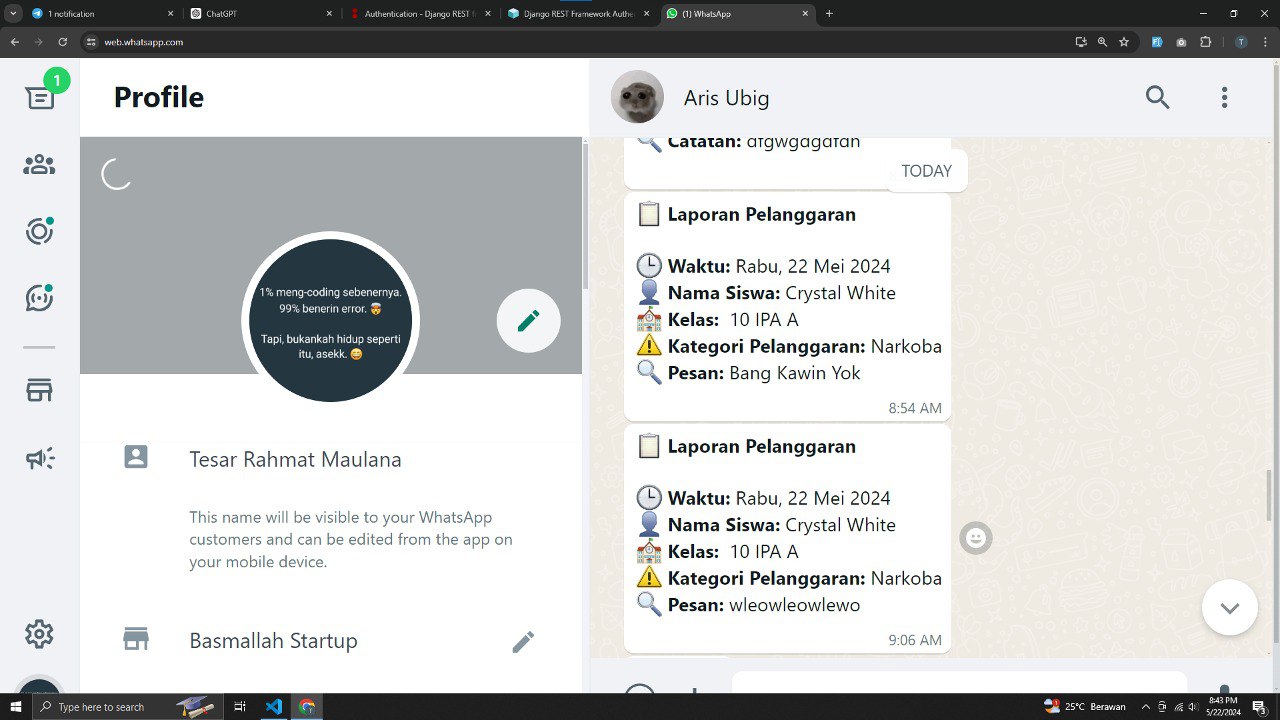 1 notification
ChatGPT
Authentication - Django REST f
Django REST Framework Authe
(1) WhatsApp
web.whatsapp.com
T
1
Profile
Aris Ubig
Catatan: dfgwgagafdh
TODAY
📋 Laporan Pelanggaran
🕒 Waktu: Rabu, 22 Mei 2024
👤 Nama Siswa: Crystal White
🏫 Kelas: 10 IPA A
⚠️ Kategori Pelanggaran: Narkoba
🔍 Pesan: Bang Kawin Yok
8:54 AM
📋 Laporan Pelanggaran
🕒 Waktu: Rabu, 22 Mei 2024
👤 Nama Siswa: Crystal White
🏫 Kelas: 10 IPA A
⚠️ Kategori Pelanggaran: Narkoba
🔍 Pesan: wleowleowlewo
9:06 AM
1% meng-coding sebenernya.
99% benerin error. 🤯
Tapi, bukankah hidup seperti
itu, asekk. 😄
Tesar Rahmat Maulana
This name will be visible to your WhatsApp
customers and can be edited from the app on
your mobile device.
Basmallah Startup
Type here to search
25°C Berawan
8:43 PM
5/22/2024
3